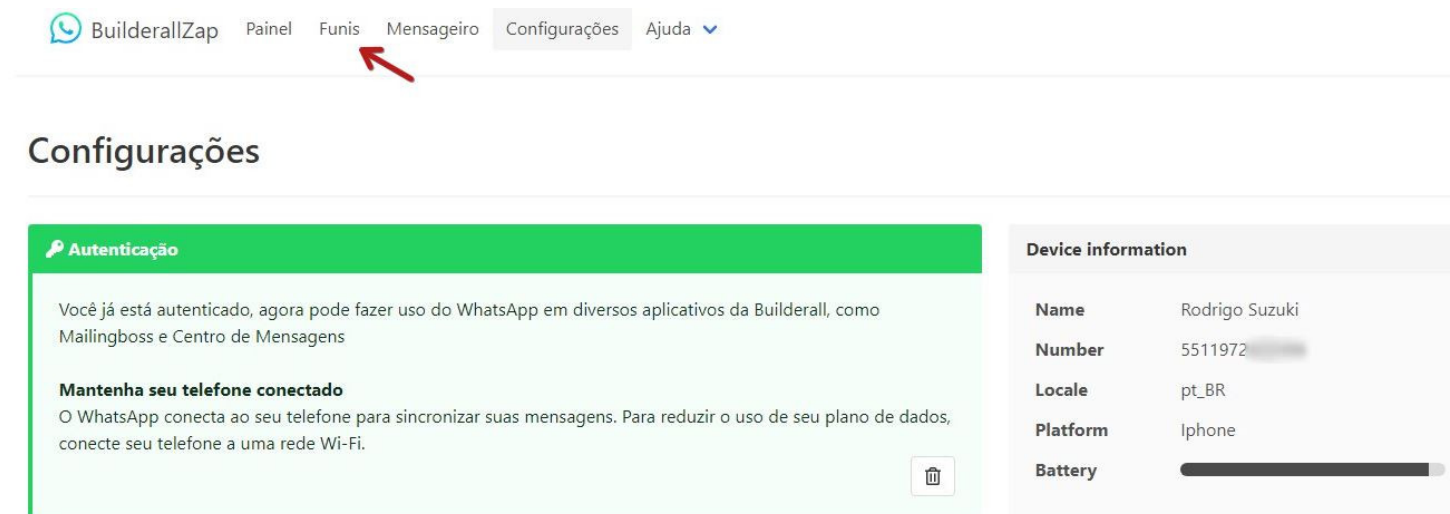 BuilderallZap Painel Funis Mensageiro Configurações Ajuda
Configurações
Autenticação
Você já está autenticado, agora pode fazer uso do WhatsApp em diversos aplicativos da Builderall, como
Mailingboss e Centro de Mensagens
Mantenha seu telefone conectado
O WhatsApp conecta ao seu telefone para sincronizar suas mensagens. Para reduzir o uso de seu plano de dados,
conecte seu telefone a uma rede Wi-Fi.
Device information
Name Rodrigo Suzuki
Number 5511972
Locale pt_BR
Platform Iphone
Battery